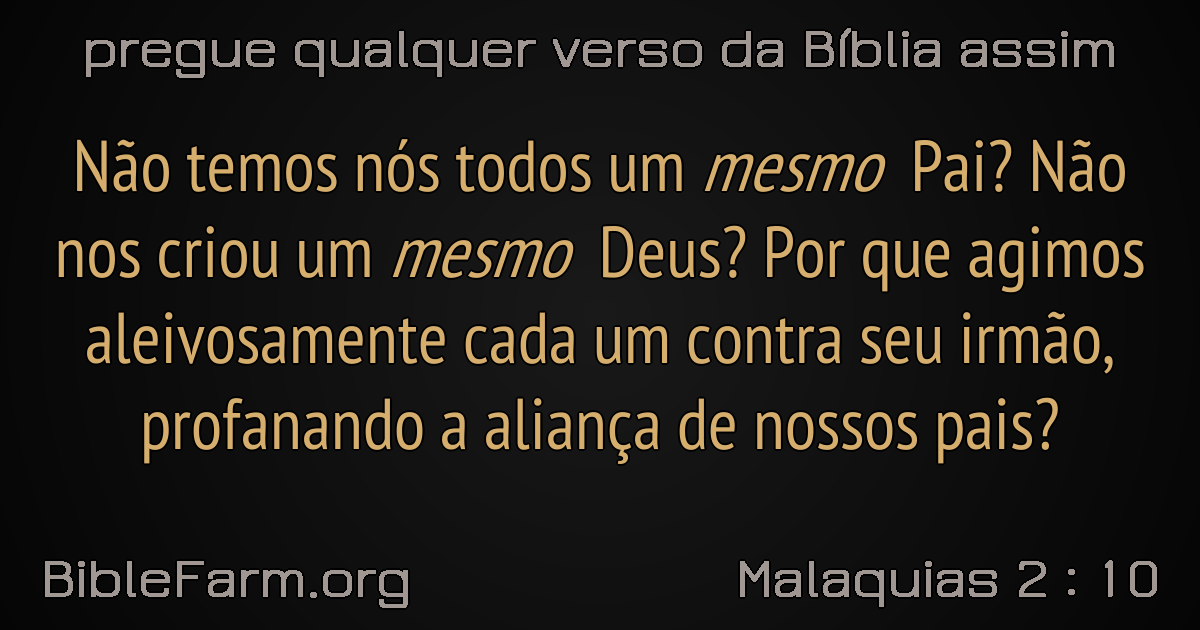 pregue qualquer verso da Bíblia assim
Não temos nós todos um mesmo Pai? Não
nos criou um mesmo Deus? Por que agimos
aleivosamente cada um contra seu irmão,
profanando a aliança de nossos pais?
BibleFarm.org
Malaquias 2 : 10